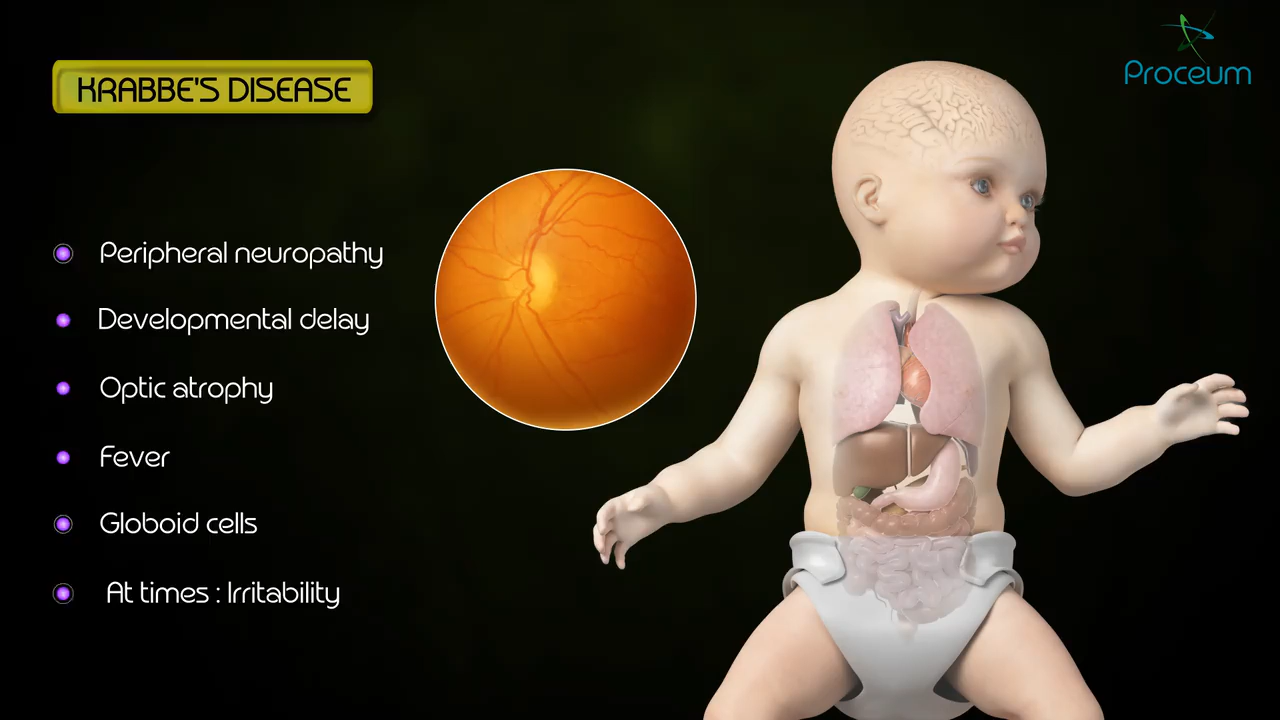 Proceum
KRABBE'S DISEASE
Peripheral neuropathy
Developmental delay
Optic atrophy
Fever
Globoid cells
At times : Irritability